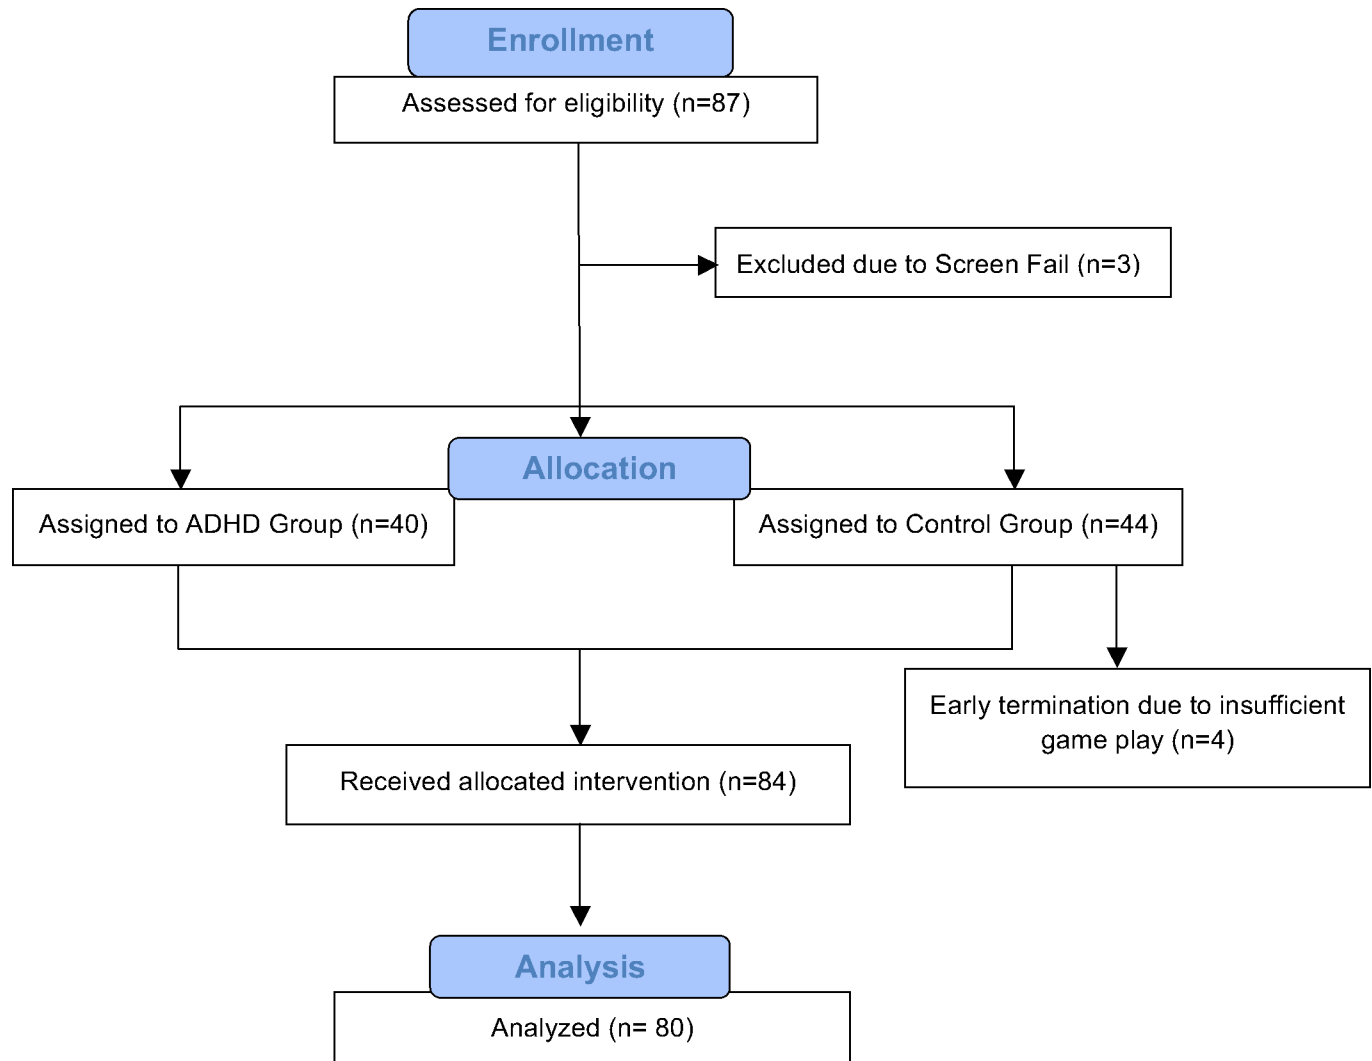 Enrollment
Assessed for eligibility (n=87)
Excluded due to Screen Fail (n=3)
Allocation
Assigned to ADHD Group (n=40)
Assigned to Control Group (n=44)
Early termination due to insufficient
game play (n=4)
Received allocated intervention (n=84)
Analysis
Analyzed (n= 80)